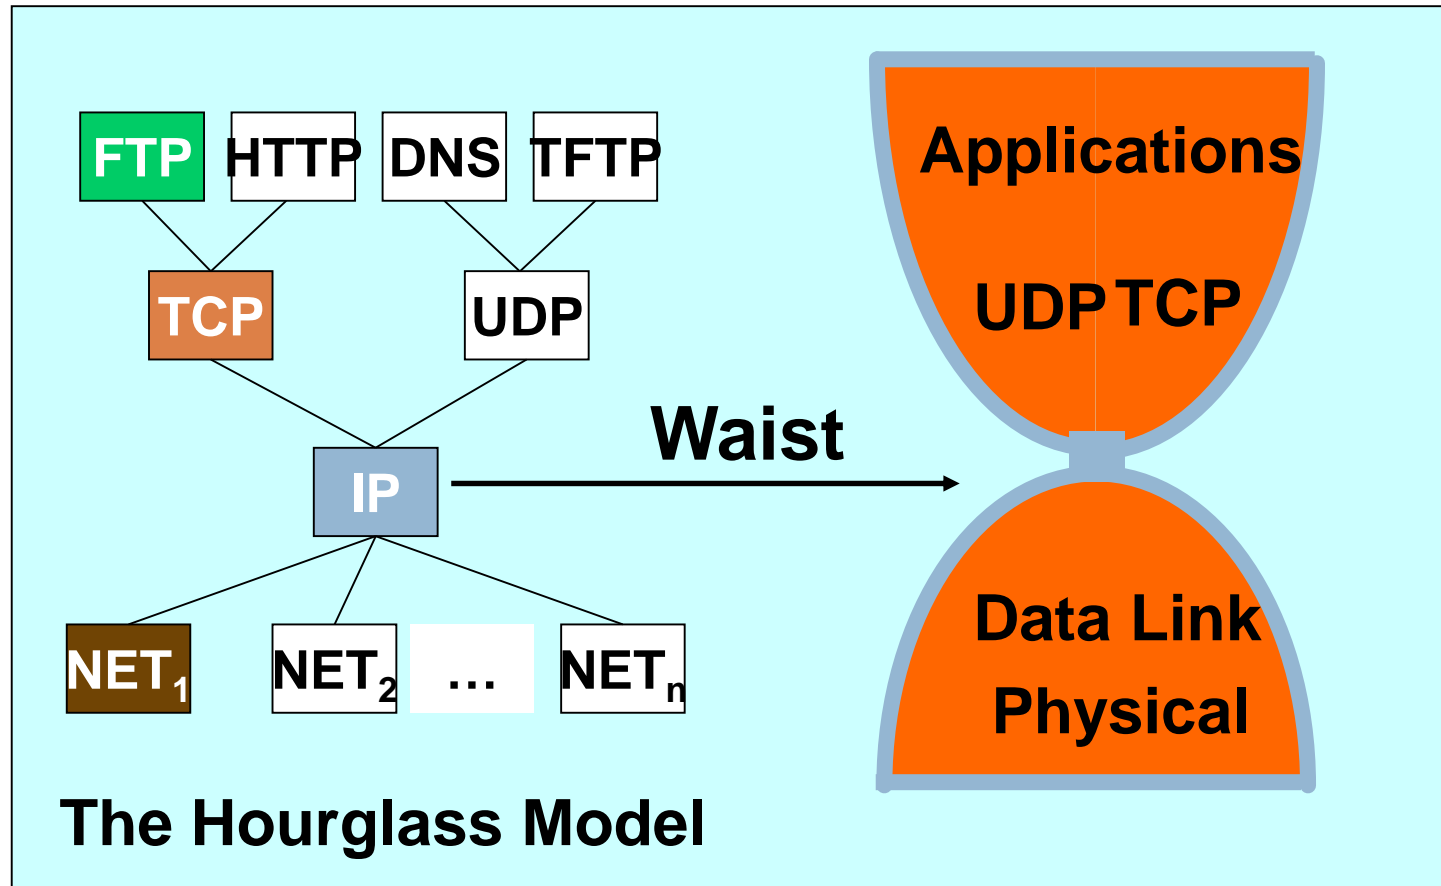 FTP HTTP DNS TFTP
TCP UDP
IP
NET1 NET2 … NETn
Waist
Applications
UDP TCP
Data Link
Physical
The Hourglass Model